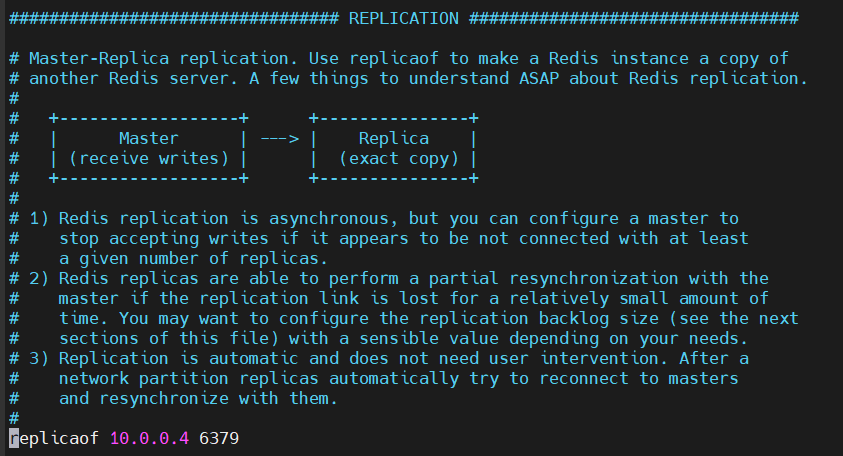 ################################# REPLICATION #################################
# Master-Replica replication. Use replicaof to make a Redis instance a copy of
# another Redis server. A few things to understand ASAP about Redis replication.
#
#   +------------------+      +---------------+
#   |      Master      | ---> |    Replica    |
#   | (receive writes) |      |  (exact copy) |
#   +------------------+      +---------------+
#
# 1) Redis replication is asynchronous, but you can configure a master to
#    stop accepting writes if it appears to be not connected with at least
#    a given number of replicas.
# 2) Redis replicas are able to perform a partial resynchronization with the
#    master if the replication link is lost for a relatively small amount of
#    time. You may want to configure the replication backlog size (see the next
#    sections of this file) with a sensible value depending on your needs.
# 3) Replication is automatic and does not need user intervention. After a
#    network partition replicas automatically try to reconnect to masters
#    and resynchronize with them.
#
replicaof 10.0.0.4 6379